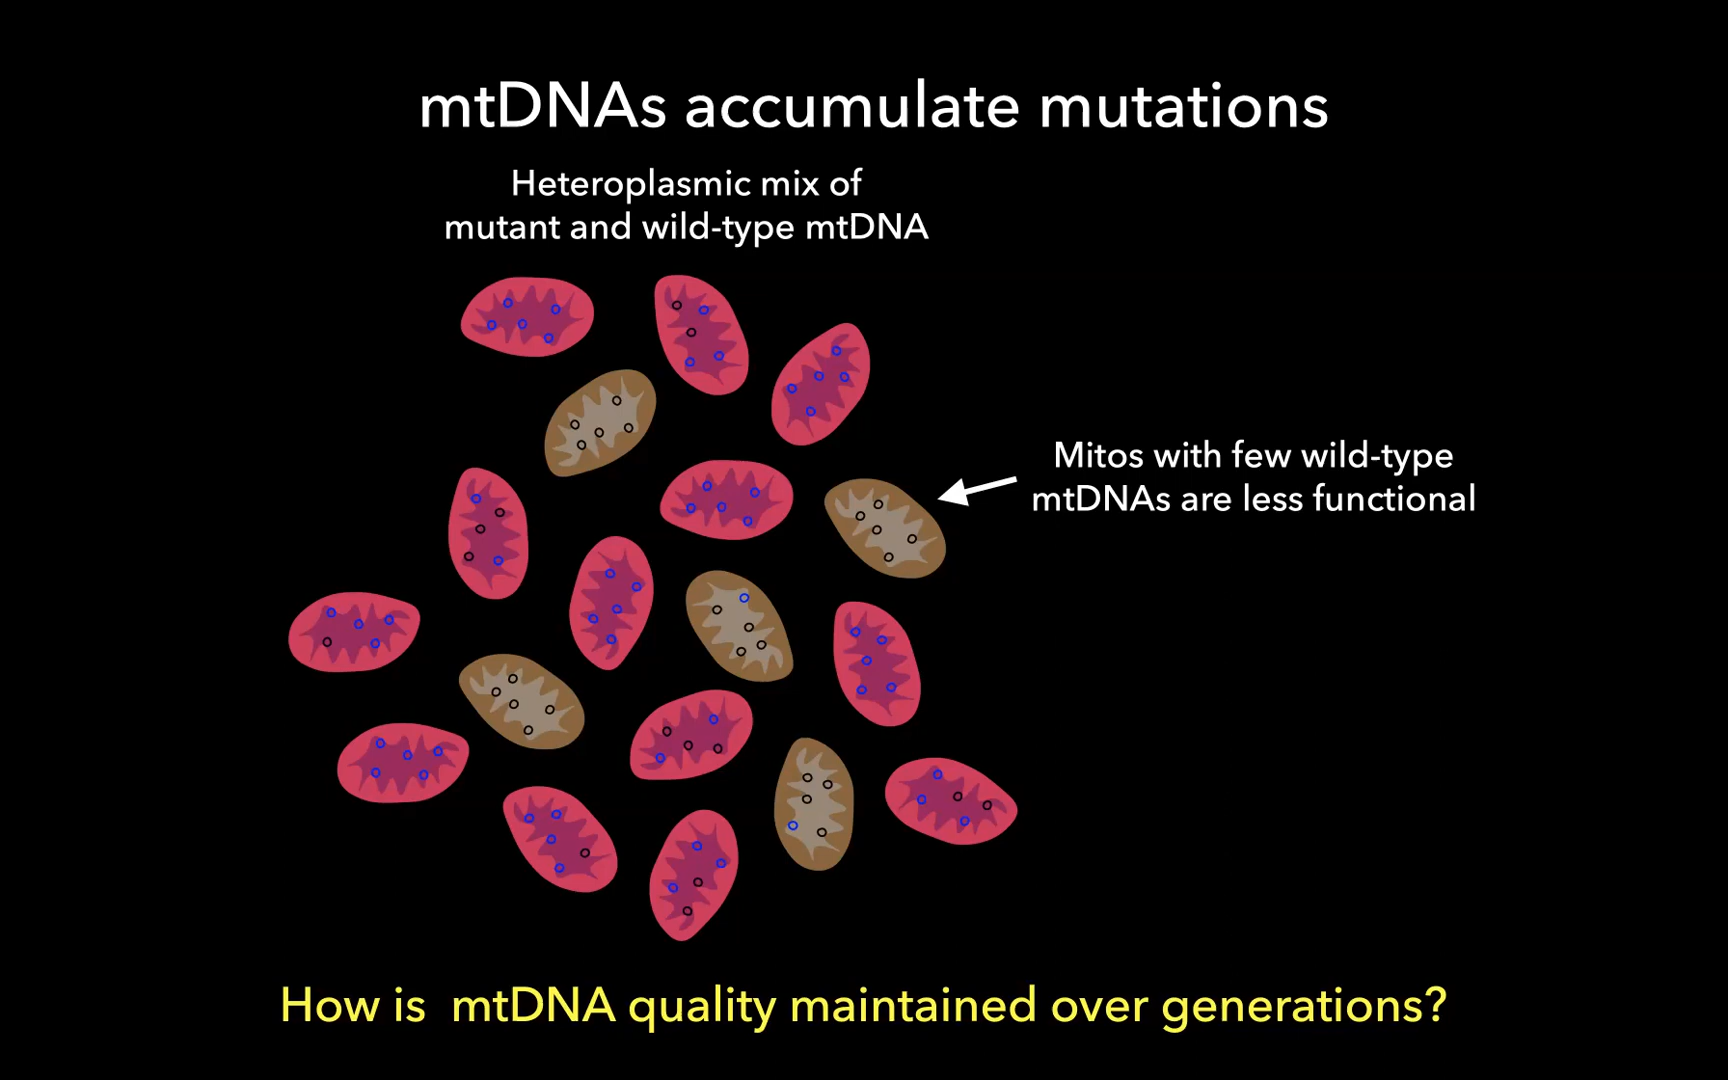 mtDNAs accumulate mutations
Heteroplasmic mix of
mutant and wild-type mtDNA
Mitos with few wild-type
mtDNAs are less functional
How is  mtDNA quality maintained over generations?